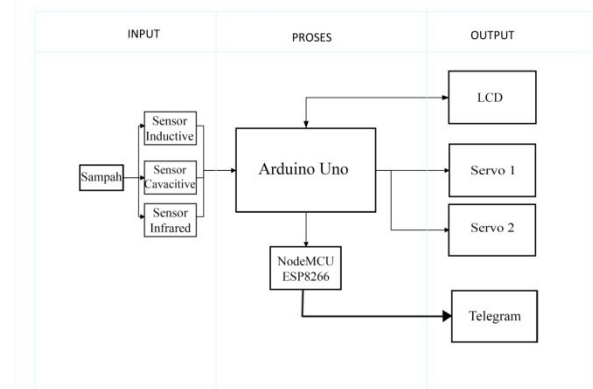 INPUT
PROSES
OUTPUT
Sampah
Sensor
Inductive
Sensor
Cavacitive
Sensor
Infrared
Arduino Uno
NodeMCU
ESP8266
LCD
Servo 1
Servo 2
Telegram